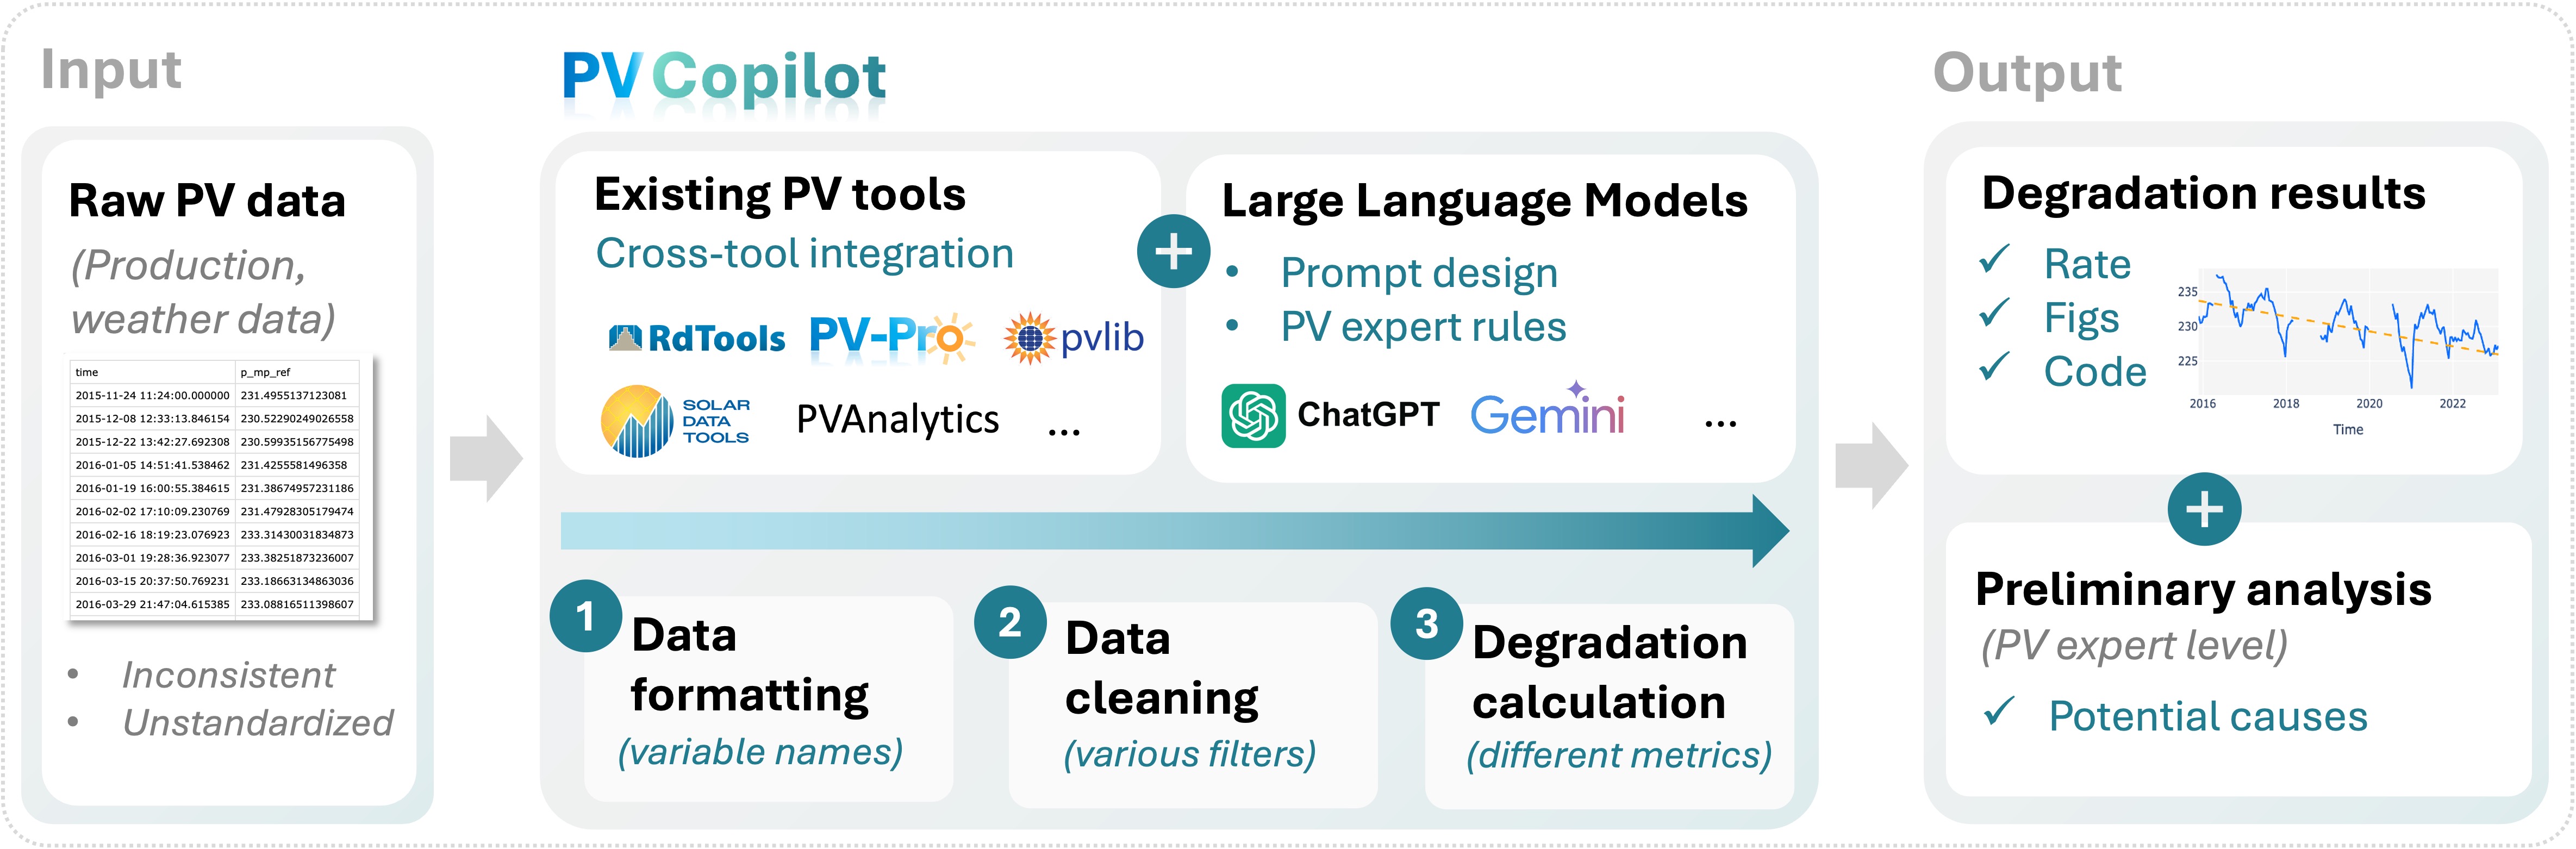 Input
Raw PV data
(Production,
weather data)
time p_mp_ref
2015-11-24 11:24:00.000000 231.4955137123081
2015-12-08 12:33:13.846154 230.52290249026558
2015-12-22 13:42:27.692308 230.59935156775498
2016-01-05 14:51:41.538462 231.4255581496358
2016-01-19 16:00:55.384615 231.38674957231186
2016-02-02 17:10:09.230769 231.47928305179474
2016-02-16 18:19:23.076923 233.31430031834873
2016-03-01 19:28:36.923077 233.38251873236007
2016-03-15 20:37:50.769231 233.18663134863036
2016-03-29 21:47:04.615385 233.08816511398607
• Inconsistent
• Unstandardized
PVCopilot
Existing PV tools
Cross-tool integration
RdTools PV-Pro pvlib
SOLAR
DATA
TOOLS
PVAnalytics ...
+
Large Language Models
• Prompt design
• PV expert rules
ChatGPT Gemini ...
1
Data
formatting
(variable names)
2
Data
cleaning
(various filters)
3
Degradation
calculation
(different metrics)
Output
Degradation results
✓ Rate
✓ Figs
✓ Code
235
230
225
2016 2018 2020 2022
Time
+
Preliminary analysis
(PV expert level)
✓ Potential causes